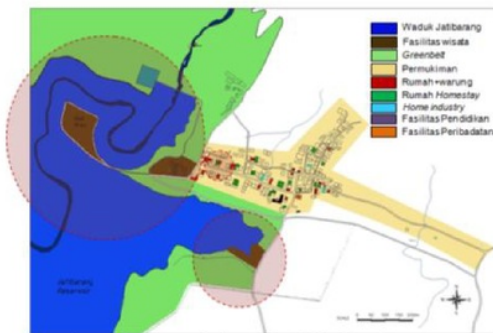 Waduk Jatibarang
Fasilitas wisata
Greenbelt
Permukiman
Rumah+warung
Rumah Homestay
Home industry
Fasilitas Pendidikan
Fasilitas Peribadatan
Jatibarang
Reservoir